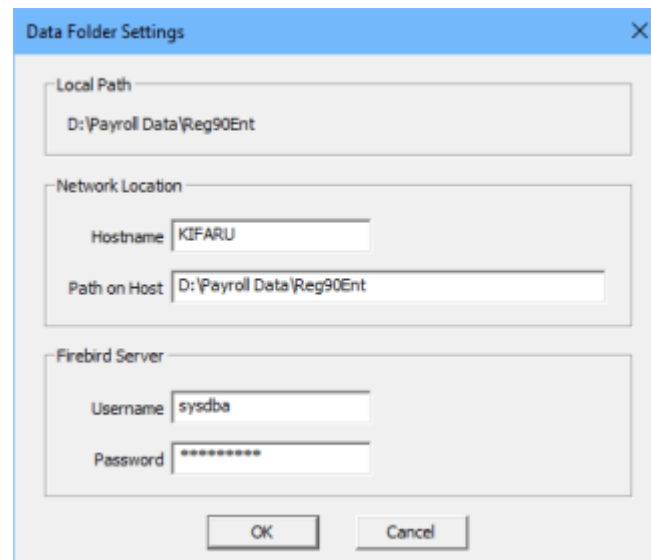 Data Folder Settings
Local Path
D:\Payroll Data\Reg90Ent
Network Location
Hostname KIFARU
Path on Host D:\Payroll Data\Reg90Ent
Firebird Server
Username sysdba
Password *********
OK Cancel